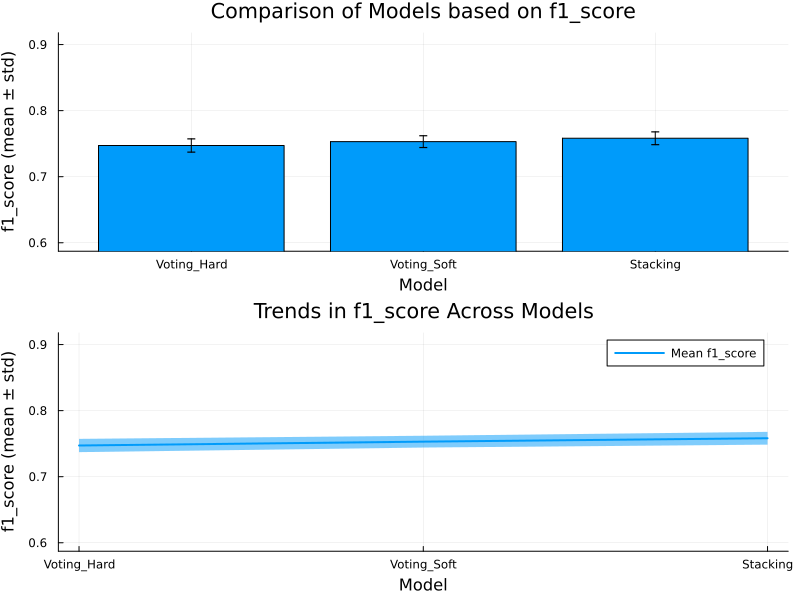 Comparison of Models based on f1_score
f1_score (mean ± std)
0.9
0.8
0.7
0.6
Voting_Hard Voting_Soft Stacking
Model
Trends in f1_score Across Models
f1_score (mean ± std)
0.9
0.8
0.7
0.6
Mean f1_score
Voting_Hard Voting_Soft Stacking
Model